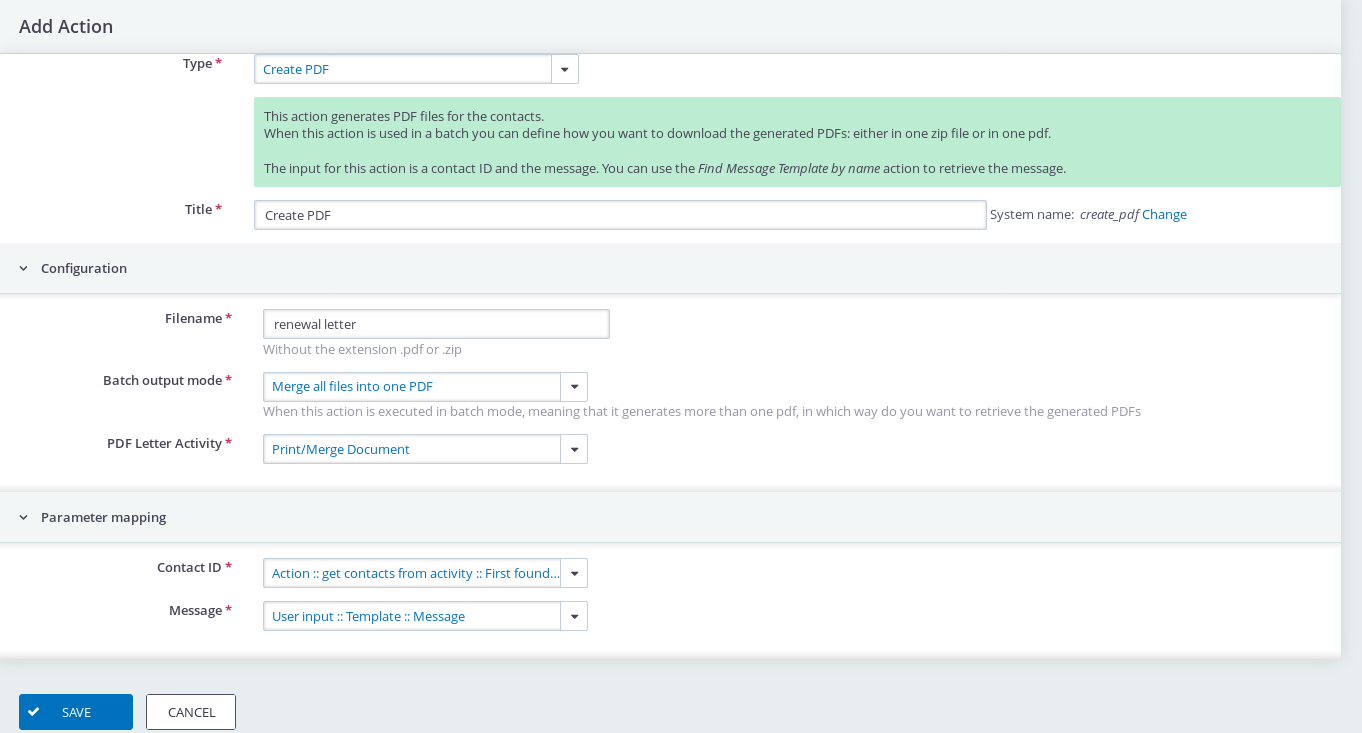 Add Action
Type *
Create PDF
This action generates PDF files for the contacts.
When this action is used in a batch you can define how you want to download the generated PDFs: either in one zip file or in one pdf.
The input for this action is a contact ID and the message. You can use the Find Message Template by name action to retrieve the message.
Title *
Create PDF
System name: create_pdf Change
Configuration
Filename *
renewal letter
Without the extension .pdf or .zip
Batch output mode *
Merge all files into one PDF
When this action is executed in batch mode, meaning that it generates more than one pdf, in which way do you want to retrieve the generated PDFs
PDF Letter Activity *
Print/Merge Document
Parameter mapping
Contact ID *
Action :: get contacts from activity :: First found...
Message *
User input :: Template :: Message
SAVE
CANCEL